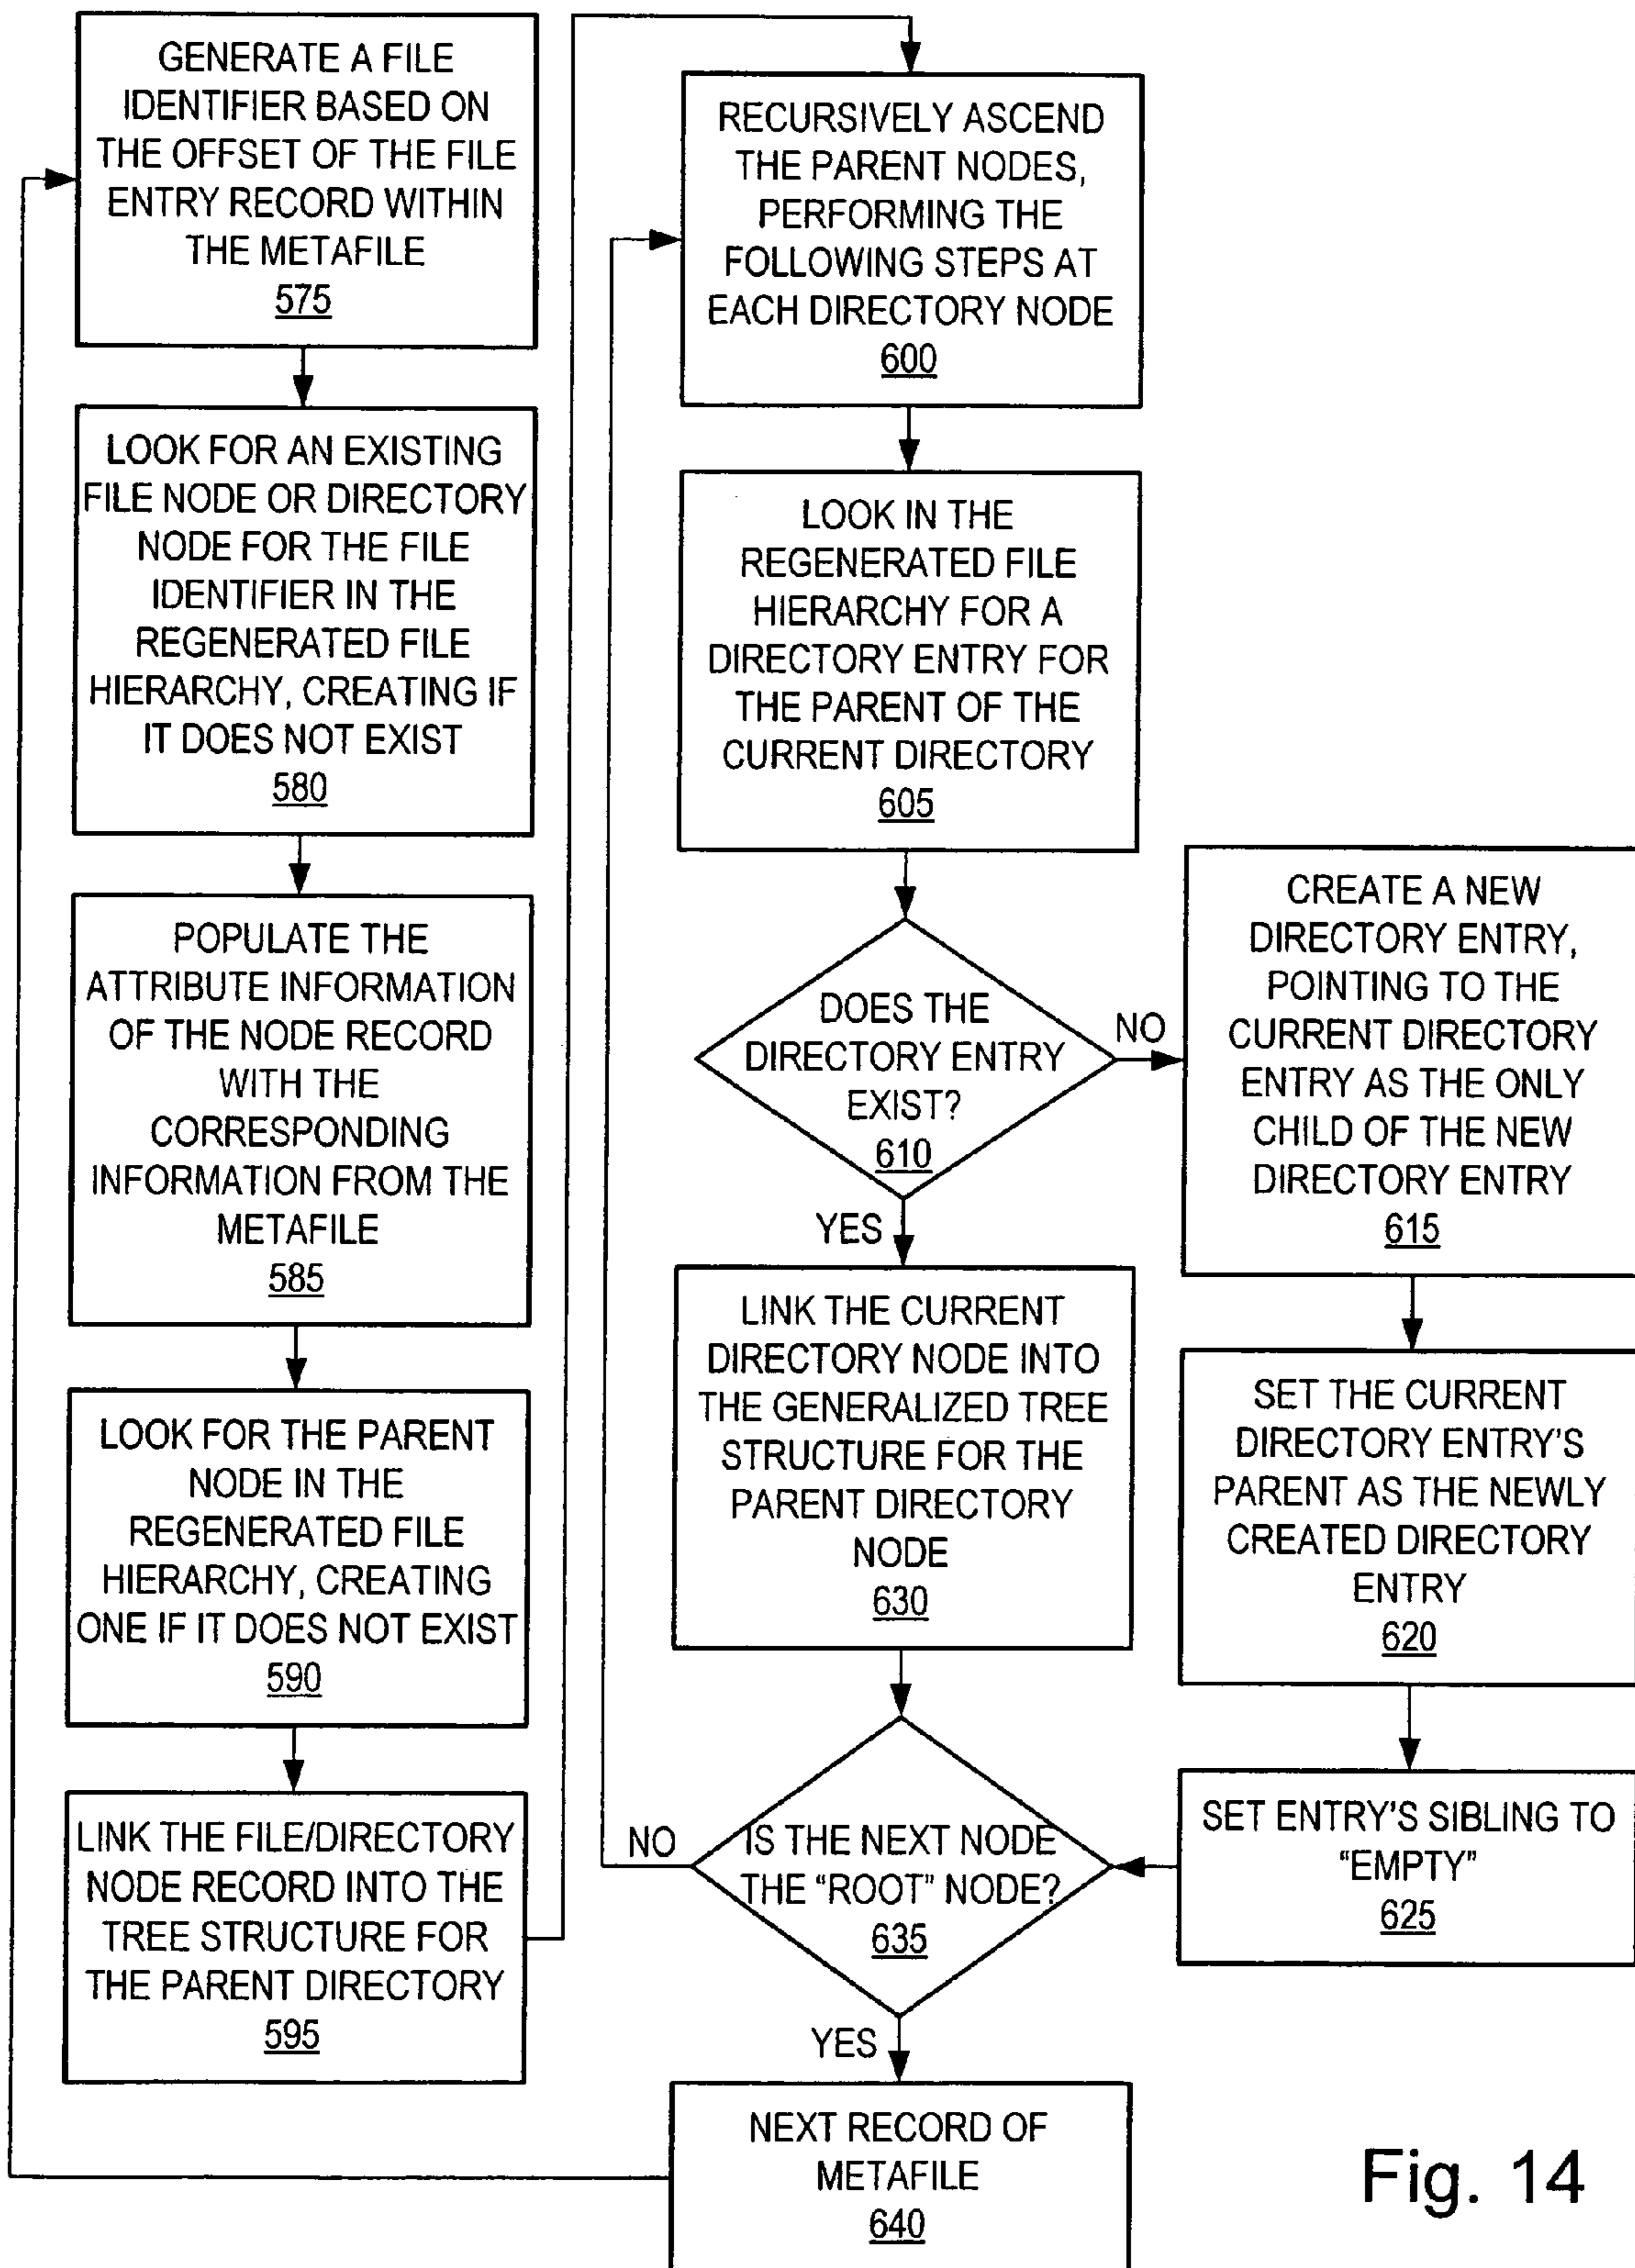 GENERATE A FILE
IDENTIFIER BASED ON
THE OFFSET OF THE FILE
ENTRY RECORD WITHIN
THE METAFILE
575
LOOK FOR AN EXISTING
FILE NODE OR DIRECTORY
NODE FOR THE FILE
IDENTIFIER IN THE
REGENERATED FILE
HIERARCHY, CREATING IF
IT DOES NOT EXIST
580
POPULATE THE
ATTRIBUTE INFORMATION
OF THE NODE RECORD
WITH THE
CORRESPONDING
INFORMATION FROM THE
METAFILE
585
LOOK FOR THE PARENT
NODE IN THE
REGENERATED FILE
HIERARCHY, CREATING
ONE IF IT DOES NOT EXIST
590
LINK THE FILE/DIRECTORY
NODE RECORD INTO THE
TREE STRUCTURE FOR
THE PARENT DIRECTORY
595
RECURSIVELY ASCEND
THE PARENT NODES,
PERFORMING THE
FOLLOWING STEPS AT
EACH DIRECTORY NODE
600
LOOK IN THE
REGENERATED FILE
HIERARCHY FOR A
DIRECTORY ENTRY FOR
THE PARENT OF THE
CURRENT DIRECTORY
605
DOES THE
DIRECTORY ENTRY
EXIST?
610
NO
YES
CREATE A NEW
DIRECTORY ENTRY,
POINTING TO THE
CURRENT DIRECTORY
ENTRY AS THE ONLY
CHILD OF THE NEW
DIRECTORY ENTRY
615
SET THE CURRENT
DIRECTORY ENTRY'S
PARENT AS THE NEWLY
CREATED DIRECTORY
ENTRY
620
SET ENTRY'S SIBLING TO
“EMPTY”
625
LINK THE CURRENT
DIRECTORY NODE INTO
THE GENERALIZED TREE
STRUCTURE FOR THE
PARENT DIRECTORY
NODE
630
IS THE NEXT NODE
THE “ROOT” NODE?
635
NO
YES
NEXT RECORD OF
METAFILE
640
Fig. 14